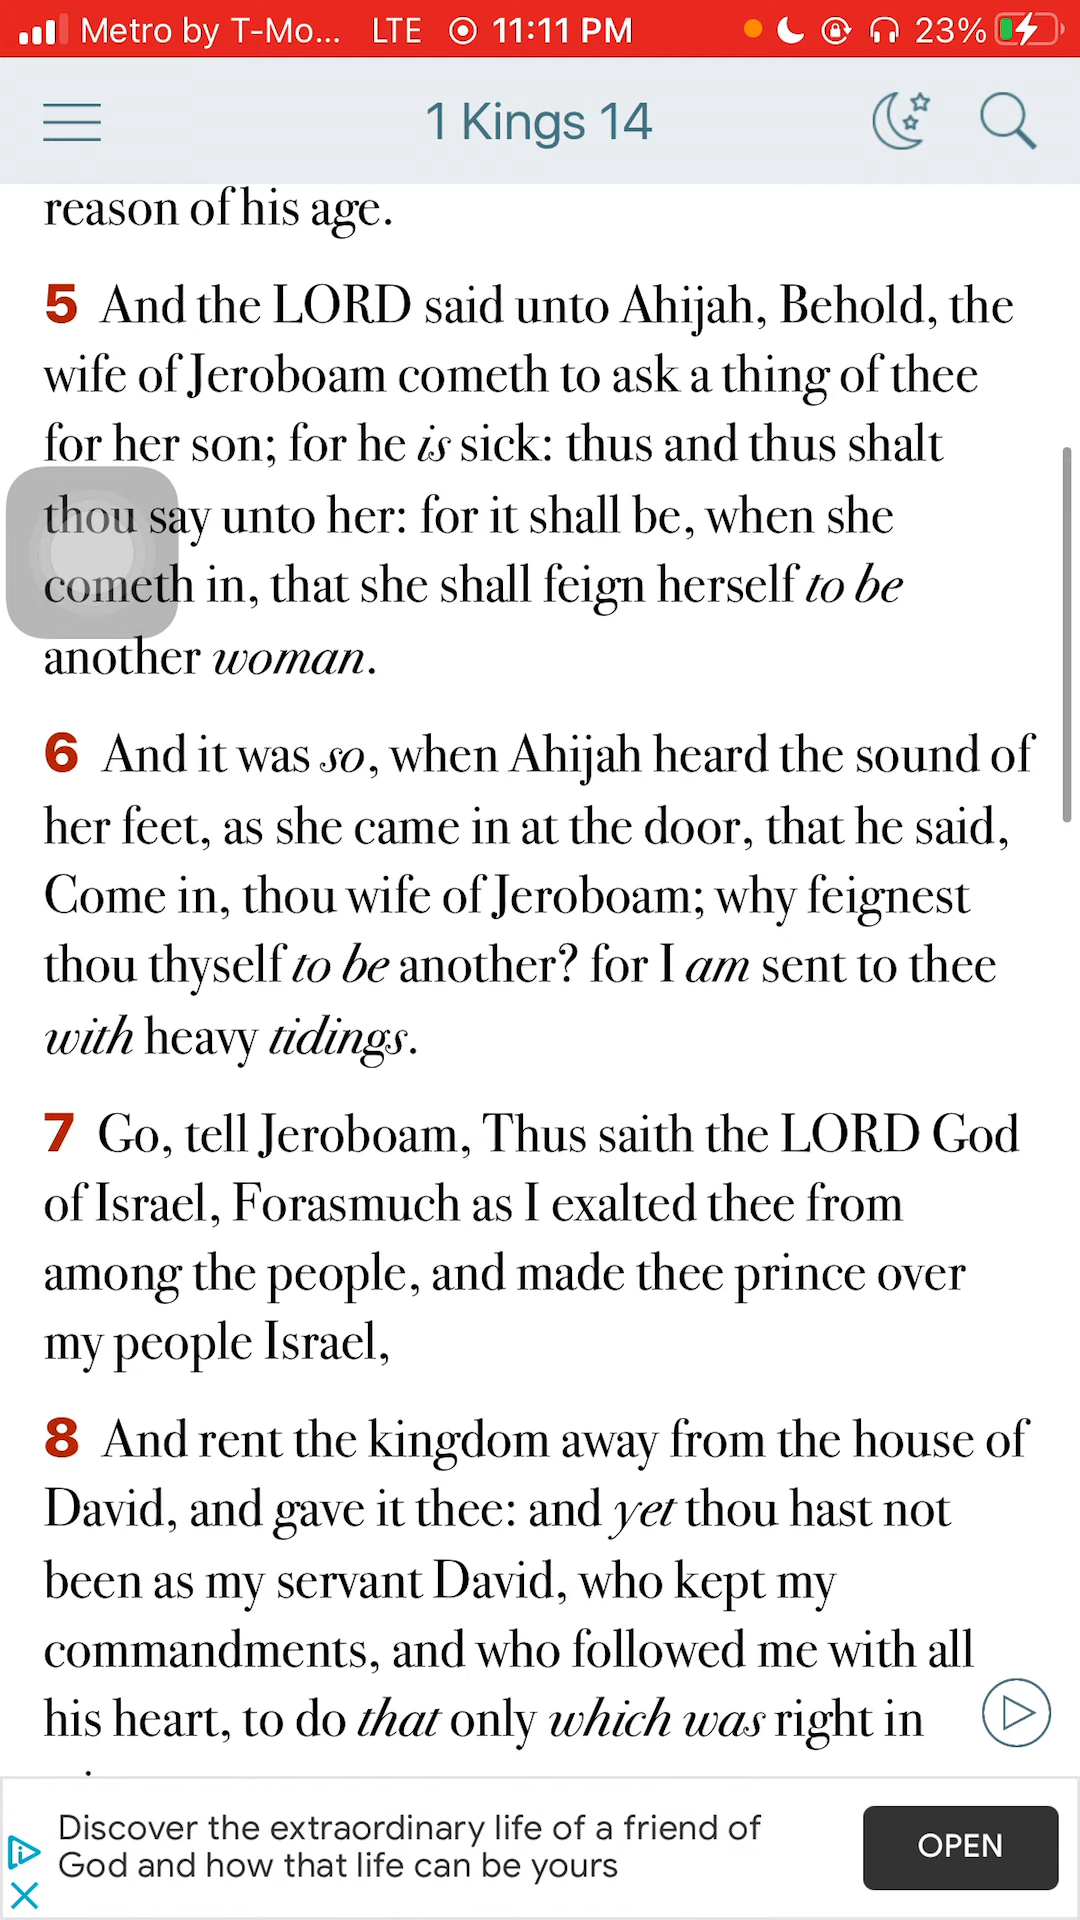 Metro by T-Mo... LTE 11:11 PM 23%
1 Kings 14
reason of his age.
5 And the LORD said unto Ahijah, Behold, the
wife of Jeroboam cometh to ask a thing of thee
for her son; for he is sick: thus and thus shalt
thou say unto her: for it shall be, when she
cometh in, that she shall feign herself to be
another woman.
6 And it was so, when Ahijah heard the sound of
her feet, as she came in at the door, that he said,
Come in, thou wife of Jeroboam; why feignest
thou thyself to be another? for I am sent to thee
with heavy tidings.
7 Go, tell Jeroboam, Thus saith the LORD God
of Israel, Forasmuch as I exalted thee from
among the people, and made thee prince over
my people Israel,
8 And rent the kingdom away from the house of
David, and gave it thee: and yet thou hast not
been as my servant David, who kept my
commandments, and who followed me with all
his heart, to do that only which was right in
Discover the extraordinary life of a friend of
God and how that life can be yours
OPEN